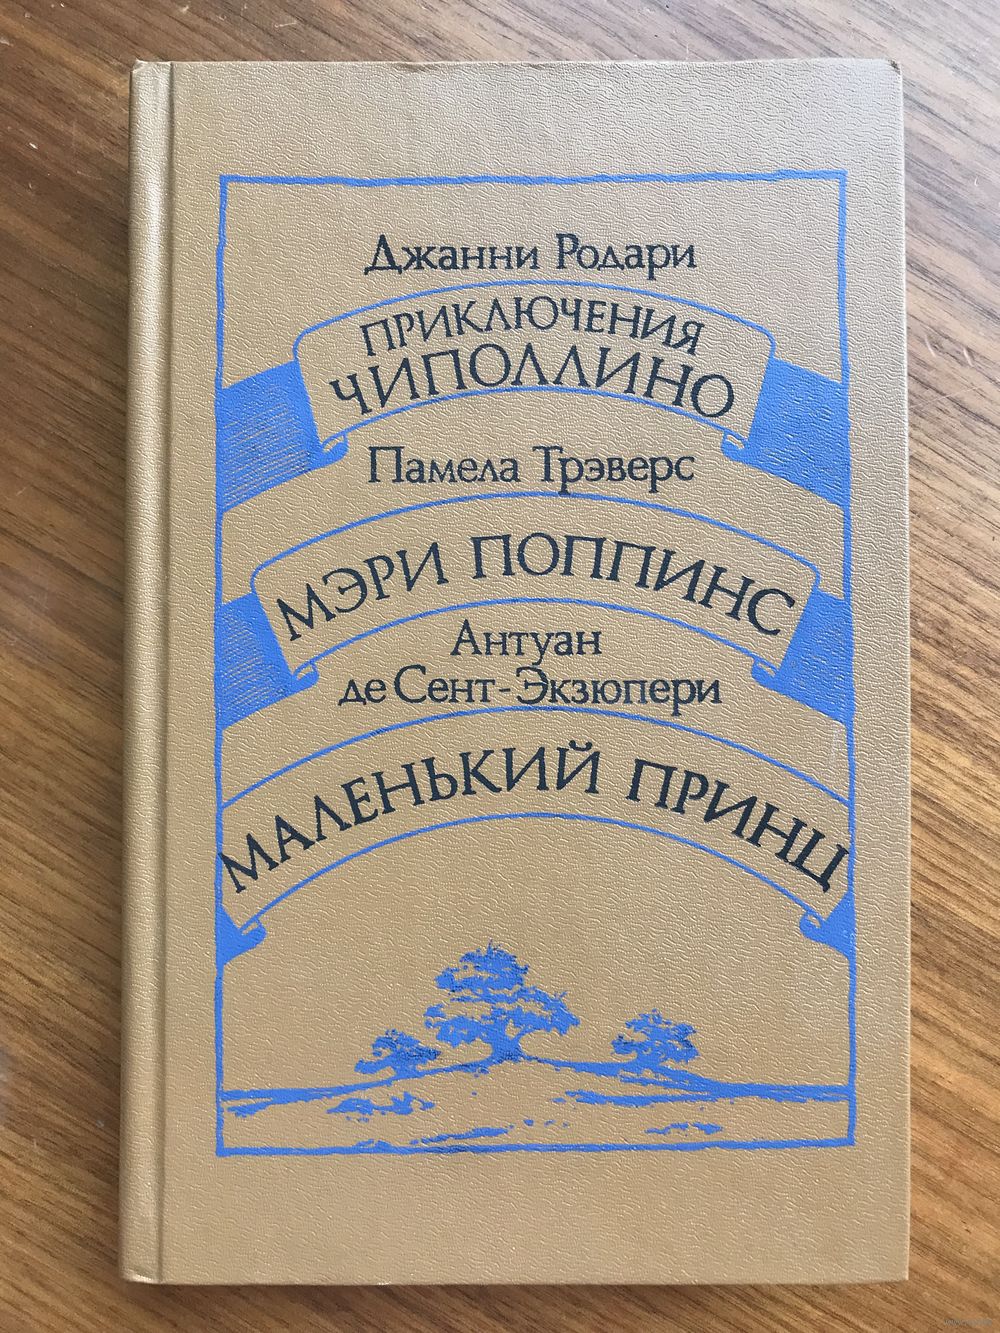 Джанни Родари
ПРИКЛЮЧЕНИЯ
ЧИПОЛЛИНО
Памела Трэверс
МЭРИ ПОППИНС
Антуан
де Сент-Экзюпери
МАЛЕНЬКИЙ ПРИНЦ